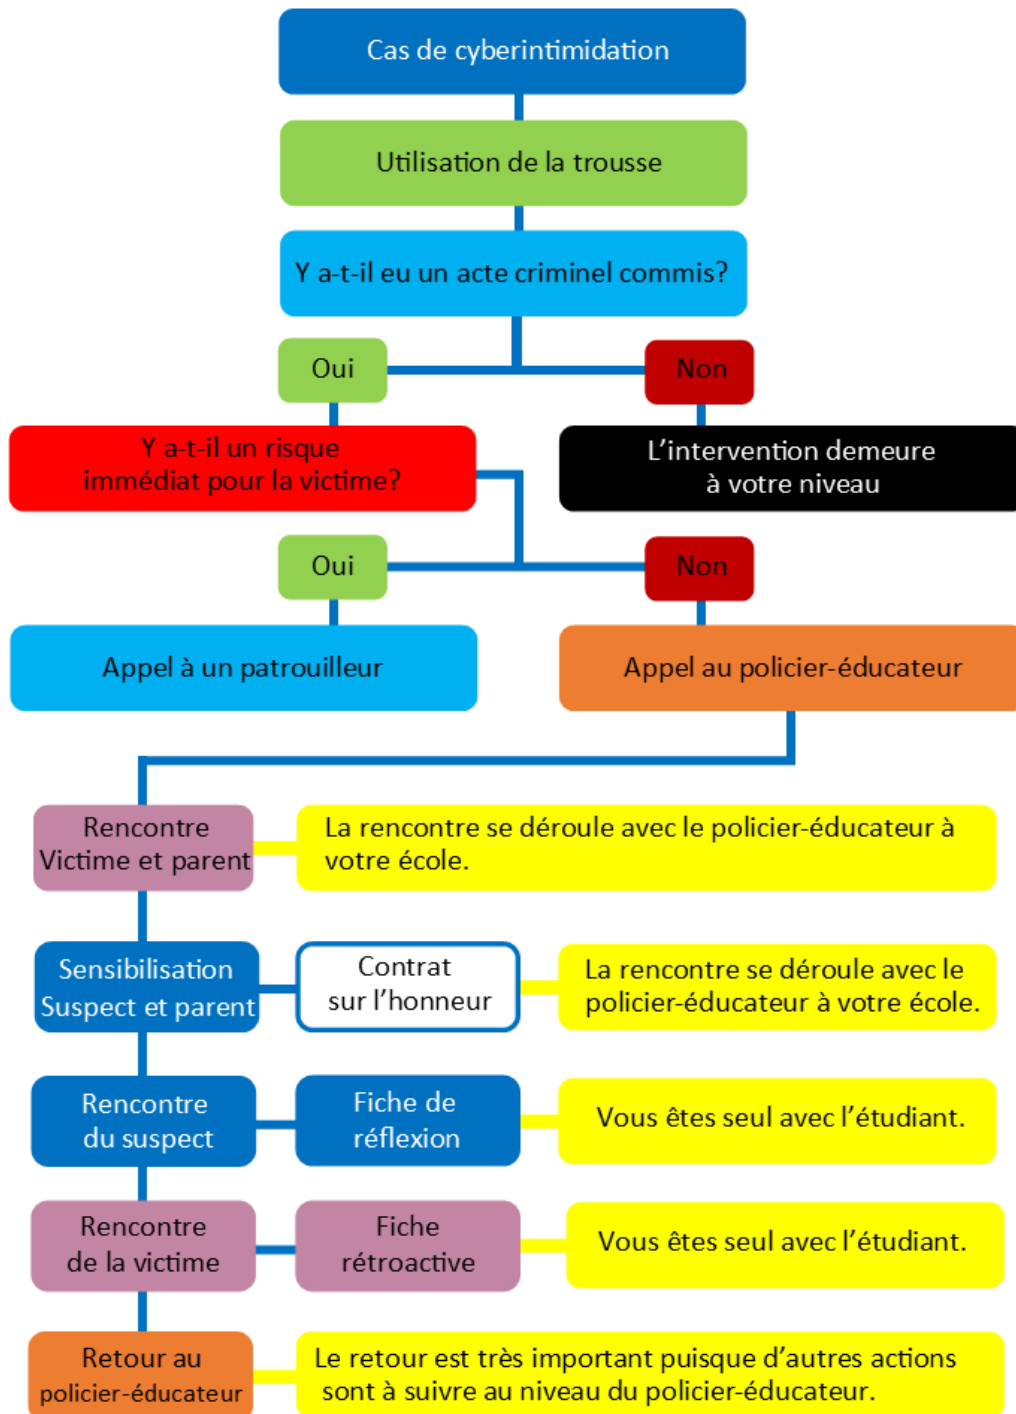 Cas de cyberintimidation
Utilisation de la trousse
Y a-t-il eu un acte criminel commis?
Oui
Non
Y a-t-il un risque
immédiat pour la victime?
L'intervention demeure
à votre niveau
Oui
Non
Appel à un patrouilleur
Appel au policier-éducateur
Rencontre
Victime et parent
La rencontre se déroule avec le policier-éducateur à
votre école.
Sensibilisation
Suspect et parent
Contrat
sur l'honneur
La rencontre se déroule avec le
policier-éducateur à votre école.
Rencontre
du suspect
Fiche de
réflexion
Vous êtes seul avec l'étudiant.
Rencontre
de la victime
Fiche
rétroactive
Vous êtes seul avec l'étudiant.
Retour au
policier-éducateur
Le retour est très important puisque d'autres actions
sont à suivre au niveau du policier-éducateur.